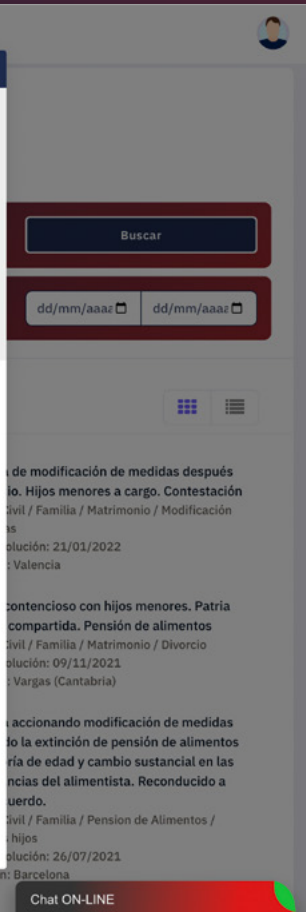 Buscar
dd/mm/aaaa dd/mm/aaaa
de modificación de medidas después
io. Hijos menores a cargo. Contestación
Civil / Familia / Matrimonio / Modificación
as
olución: 21/01/2022
: Valencia
contencioso con hijos menores. Patria
compartida. Pensión de alimentos
Civil / Familia / Matrimonio / Divorcio
olución: 09/11/2021
: Vargas (Cantabria)
accionando modificación de medidas
do la extinción de pensión de alimentos
ría de edad y cambio sustancial en las
ncias del alimentista. Reconducido a
uerdo.
Civil / Familia / Pension de Alimentos /
hijos
olución: 26/07/2021
n: Barcelona
Chat ON-LINE